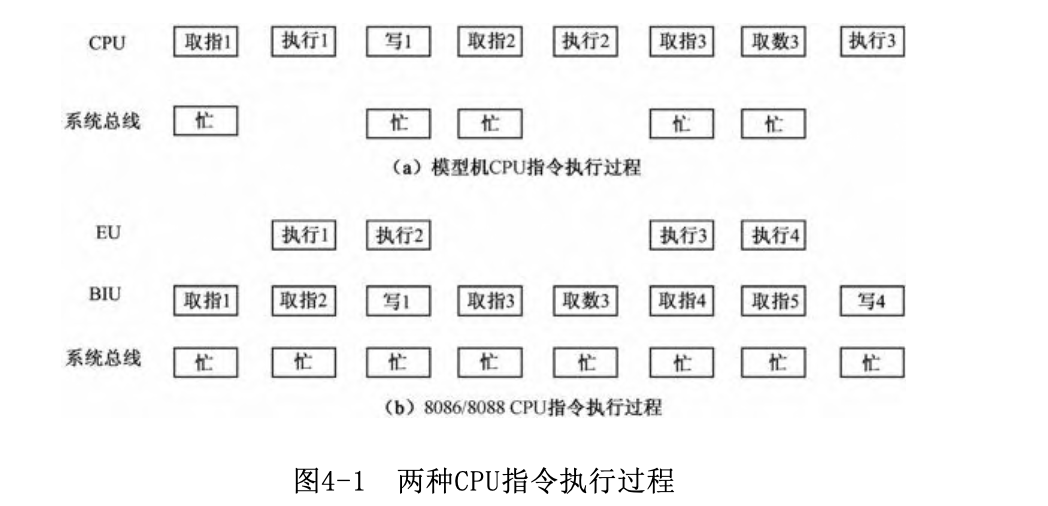 CPU 取指1 执行1 写1 取指2 执行2 取指3 取数3 执行3
系统总线 忙 忙 忙 忙 忙
（a）模型机CPU指令执行过程
EU 执行1 执行2 执行3 执行4
BIU 取指1 取指2 写1 取指3 取数3 取指4 取指5 写4
系统总线 忙 忙 忙 忙 忙 忙 忙 忙
（b）8086/8088 CPU指令执行过程
图4-1 两种CPU指令执行过程